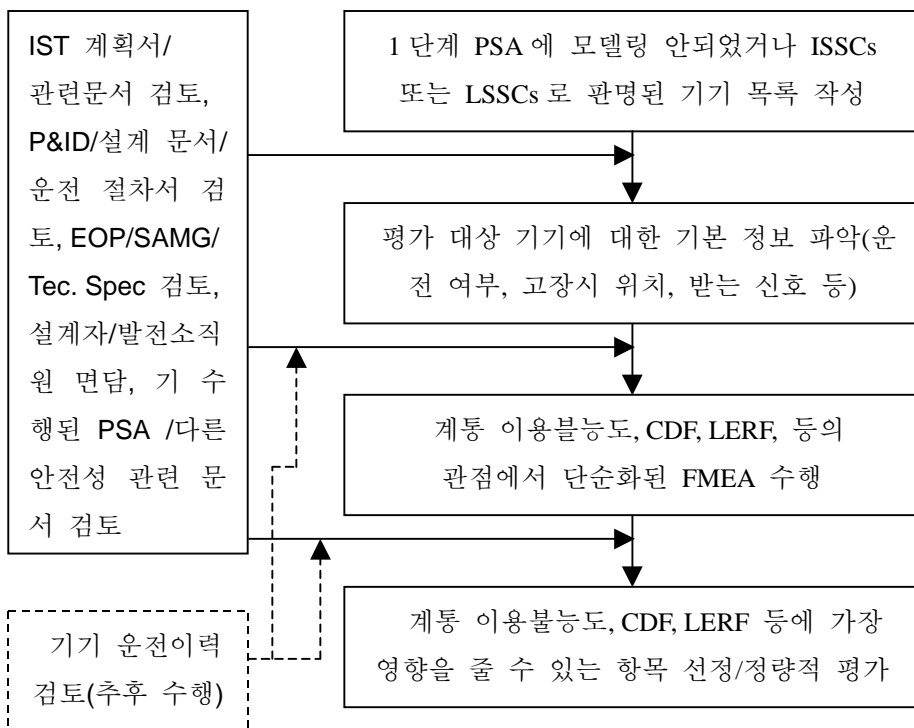 IST 계획서/
관련문서 검토,
P&ID/설계 문서/
운전 절차서 검
토, EOP/SAMG/
Tec. Spec 검토,
설계자/발전소직
원 면담, 기 수
행된 PSA /다른
안전성 관련 문
서 검토
기기 운전이력
검토(추후 수행)
1 단계 PSA 에 모델링 안되었거나 ISSCs
또는 LSSCs 로 판명된 기기 목록 작성
평가 대상 기기에 대한 기본 정보 파악(운
전 여부, 고장시 위치, 받는 신호 등)
계통 이용블능도, CDF, LERF, 등의
관점에서 단순화된 FMEA 수행
계통 이용불능도, CDF, LERF 등에 가장
영향을 줄 수 있는 항목 선정/정량적 평가